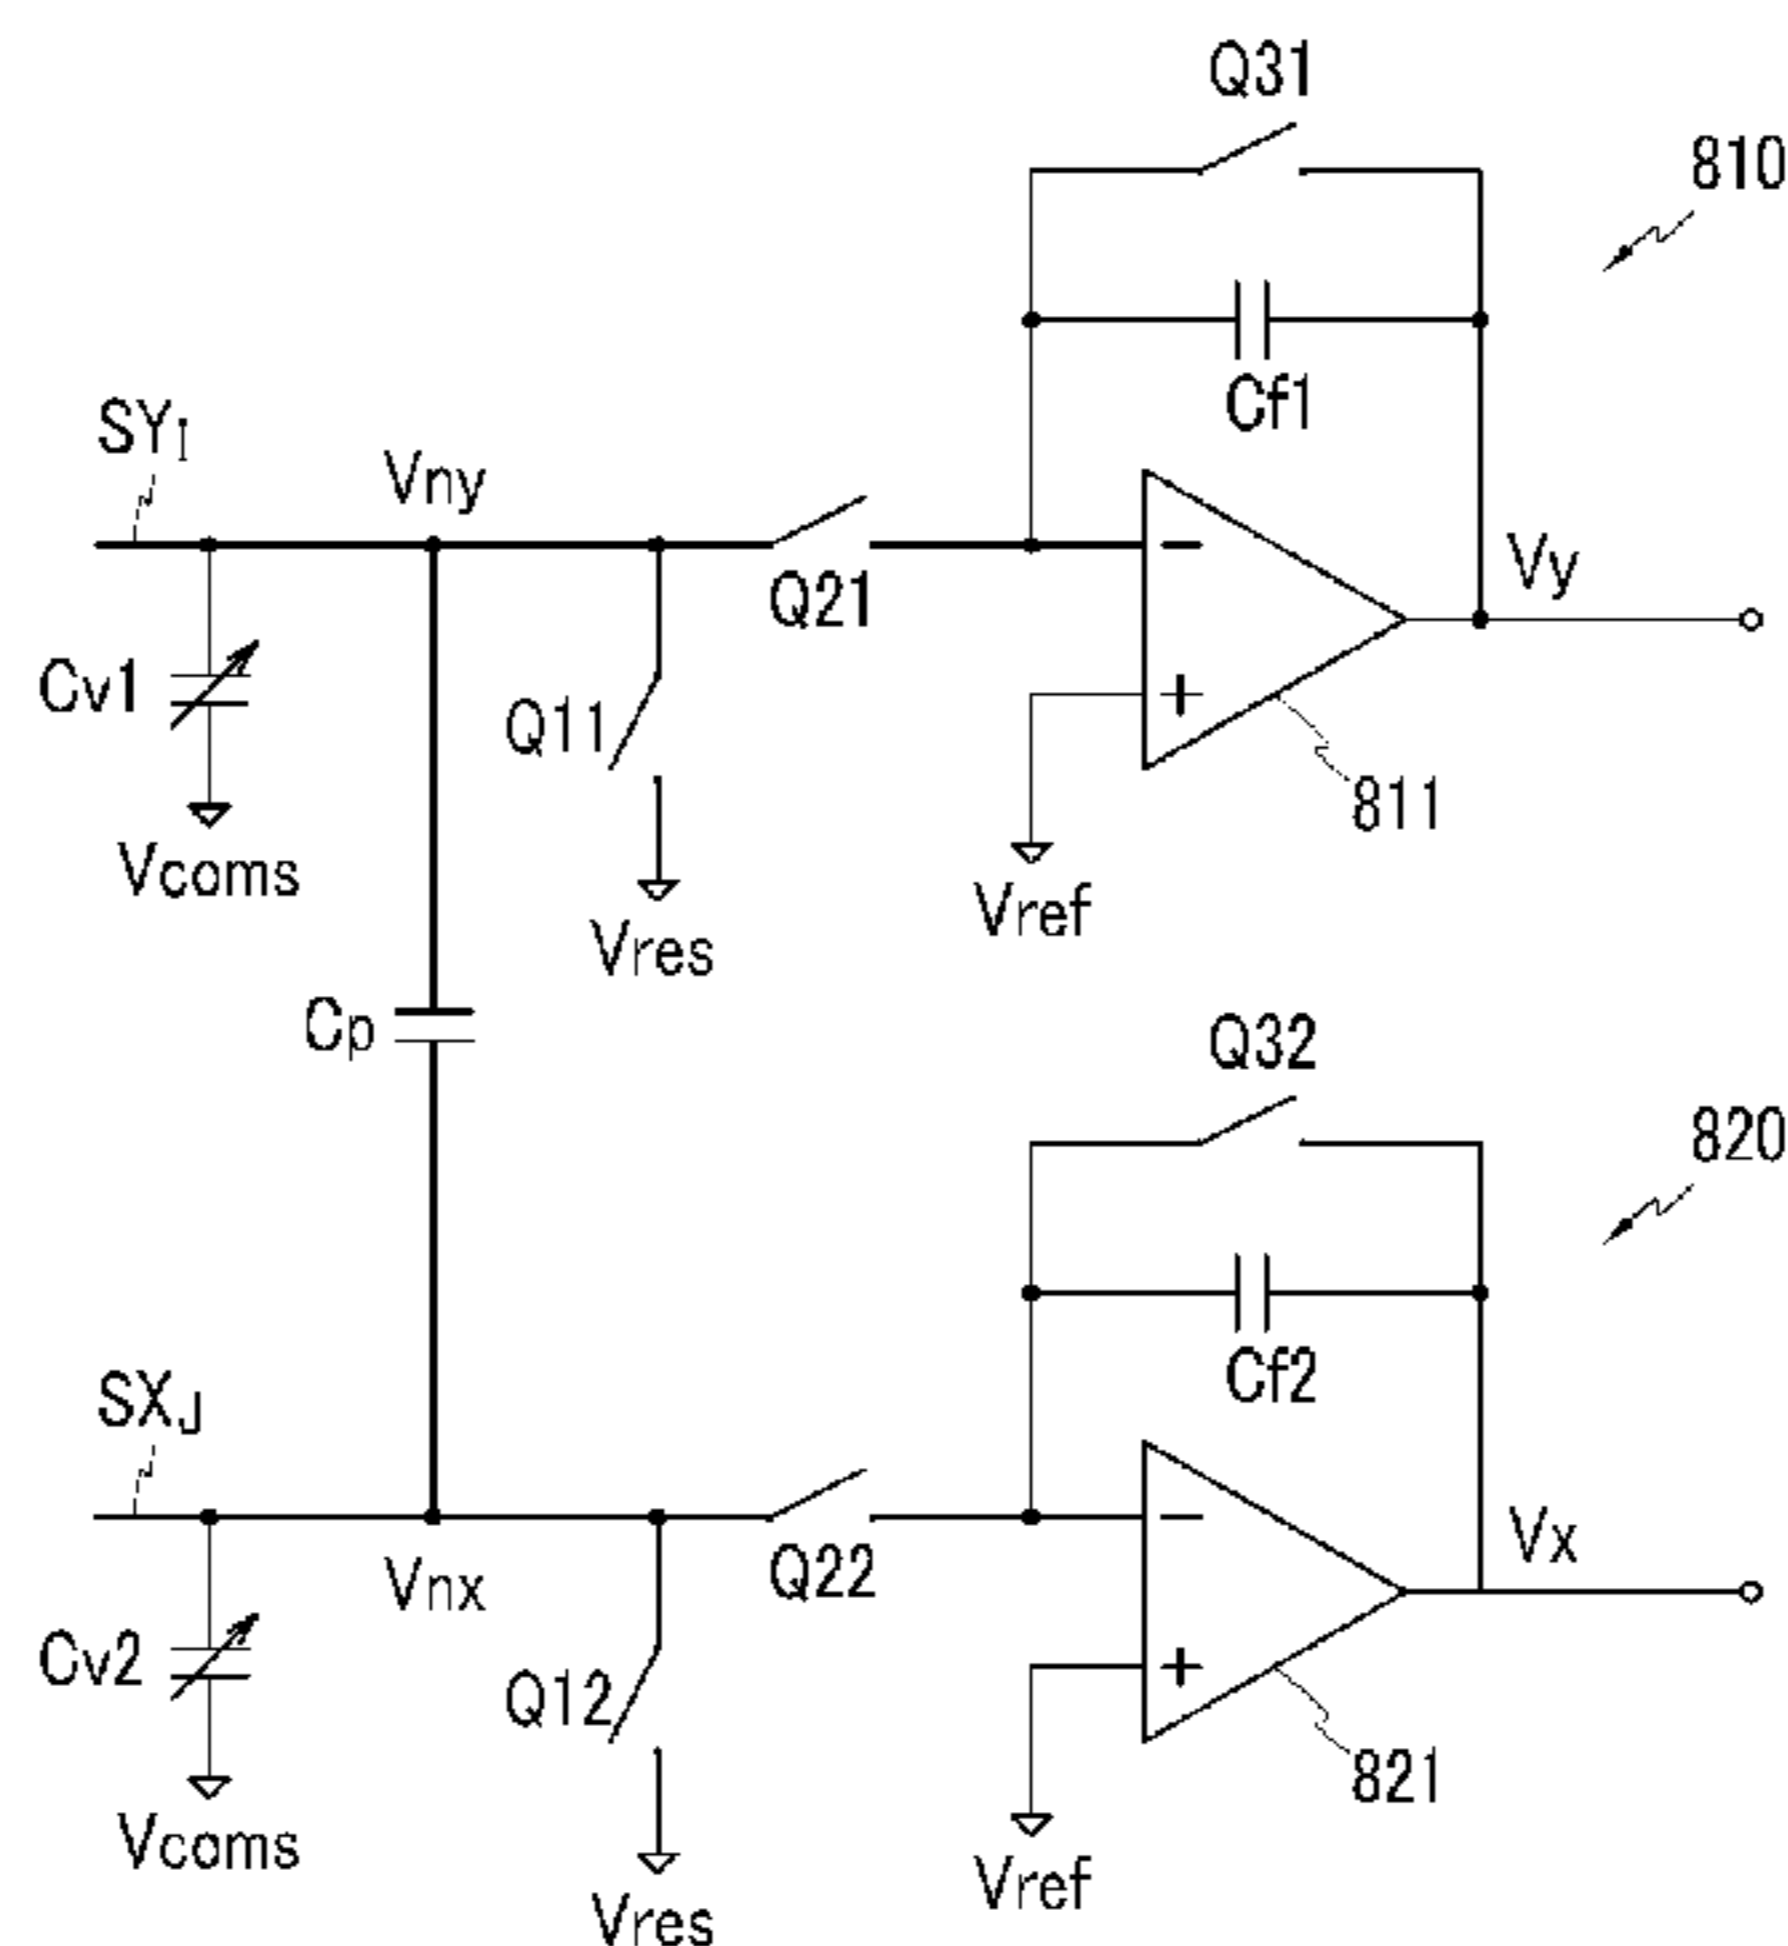 Q31
810
Cf1
SYI
Vny
Q21
Vy
Cv1
Q11
811
Vcoms
Vref
Vres
Cp
Q32
820
Cf2
SXJ
Vnx
Q22
Vx
Cv2
Q12
821
Vcoms
Vref
Vres